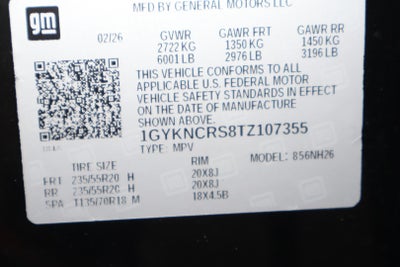 MFD BY GENERAL MOTORS LLC
gm
02/26 GVWR GAWR FRT GAWR RR
2722 KG 1350 KG 1450 KG
6001 LB 2976 LB 3196 LB
THIS VEHICLE CONFORMS TO ALL
APPLICABLE U.S. FEDERAL MOTOR
VEHICLE SAFETY STANDARDS IN EFFECT
ON THE DATE OF MANUFACTURE SHOWN ABOVE.
1GYKNCRS8TZ107355
TYPE: MPV MODEL: 856NH26
TIRE SIZE RIM
FRT 235/55R20 H 20X8J
RR 235/55R20 H 20X8J
SPA T135/70R18 M 18X4.5B